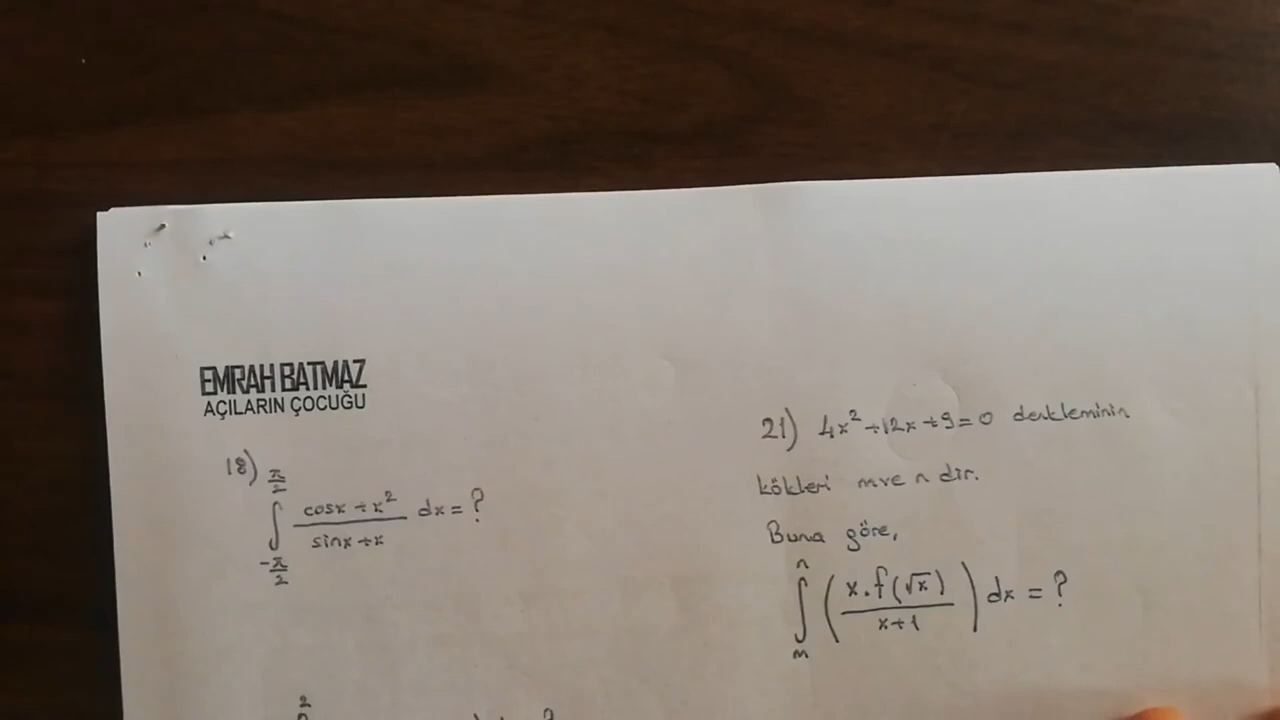 EMRAH BATMAZ
AÇILARIN ÇOCUĞU
18) ∫_{-π/2}^{π/2} (cosx + x²)/(sinx + x) dx = ?
21) 4x² + 12x + 9 = 0 denkleminin
kökleri m ve n dir.
Buna göre,
∫_{m}^{n} (x.f(√x)/(x+1)) dx = ?